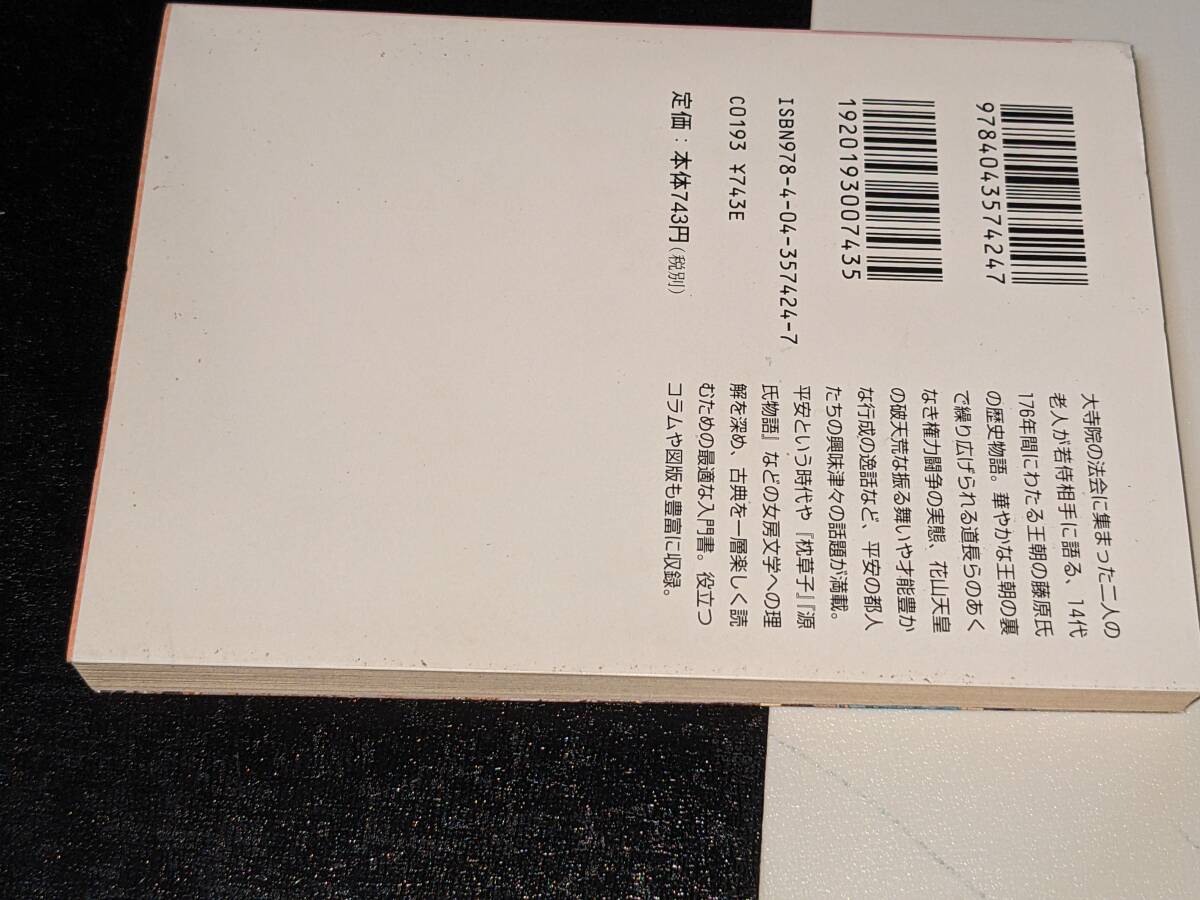 9784043574247
1920193007435
ISBN978-4-04-357424-7
C0193 ¥743E
定価：本体743円（税別）
大寺院の法会に集まった二人の
老人が若侍相手に語る、14代
176年間にわたる王朝の藤原氏
の歴史物語。華やかな王朝の裏
で繰り広げられる道長らのあく
なき権力闘争の実態、花山天皇
の破天荒な振る舞いや才能豊か
な行成の逸話など、平安の都人
たちの興味津々の話題が満載。
平安という時代や『枕草子』『源
氏物語』などの女房文学への理
解を深め、古典を一層楽しく読
むための最適な入門書。役立つ
コラムや図版も豊富に収録。